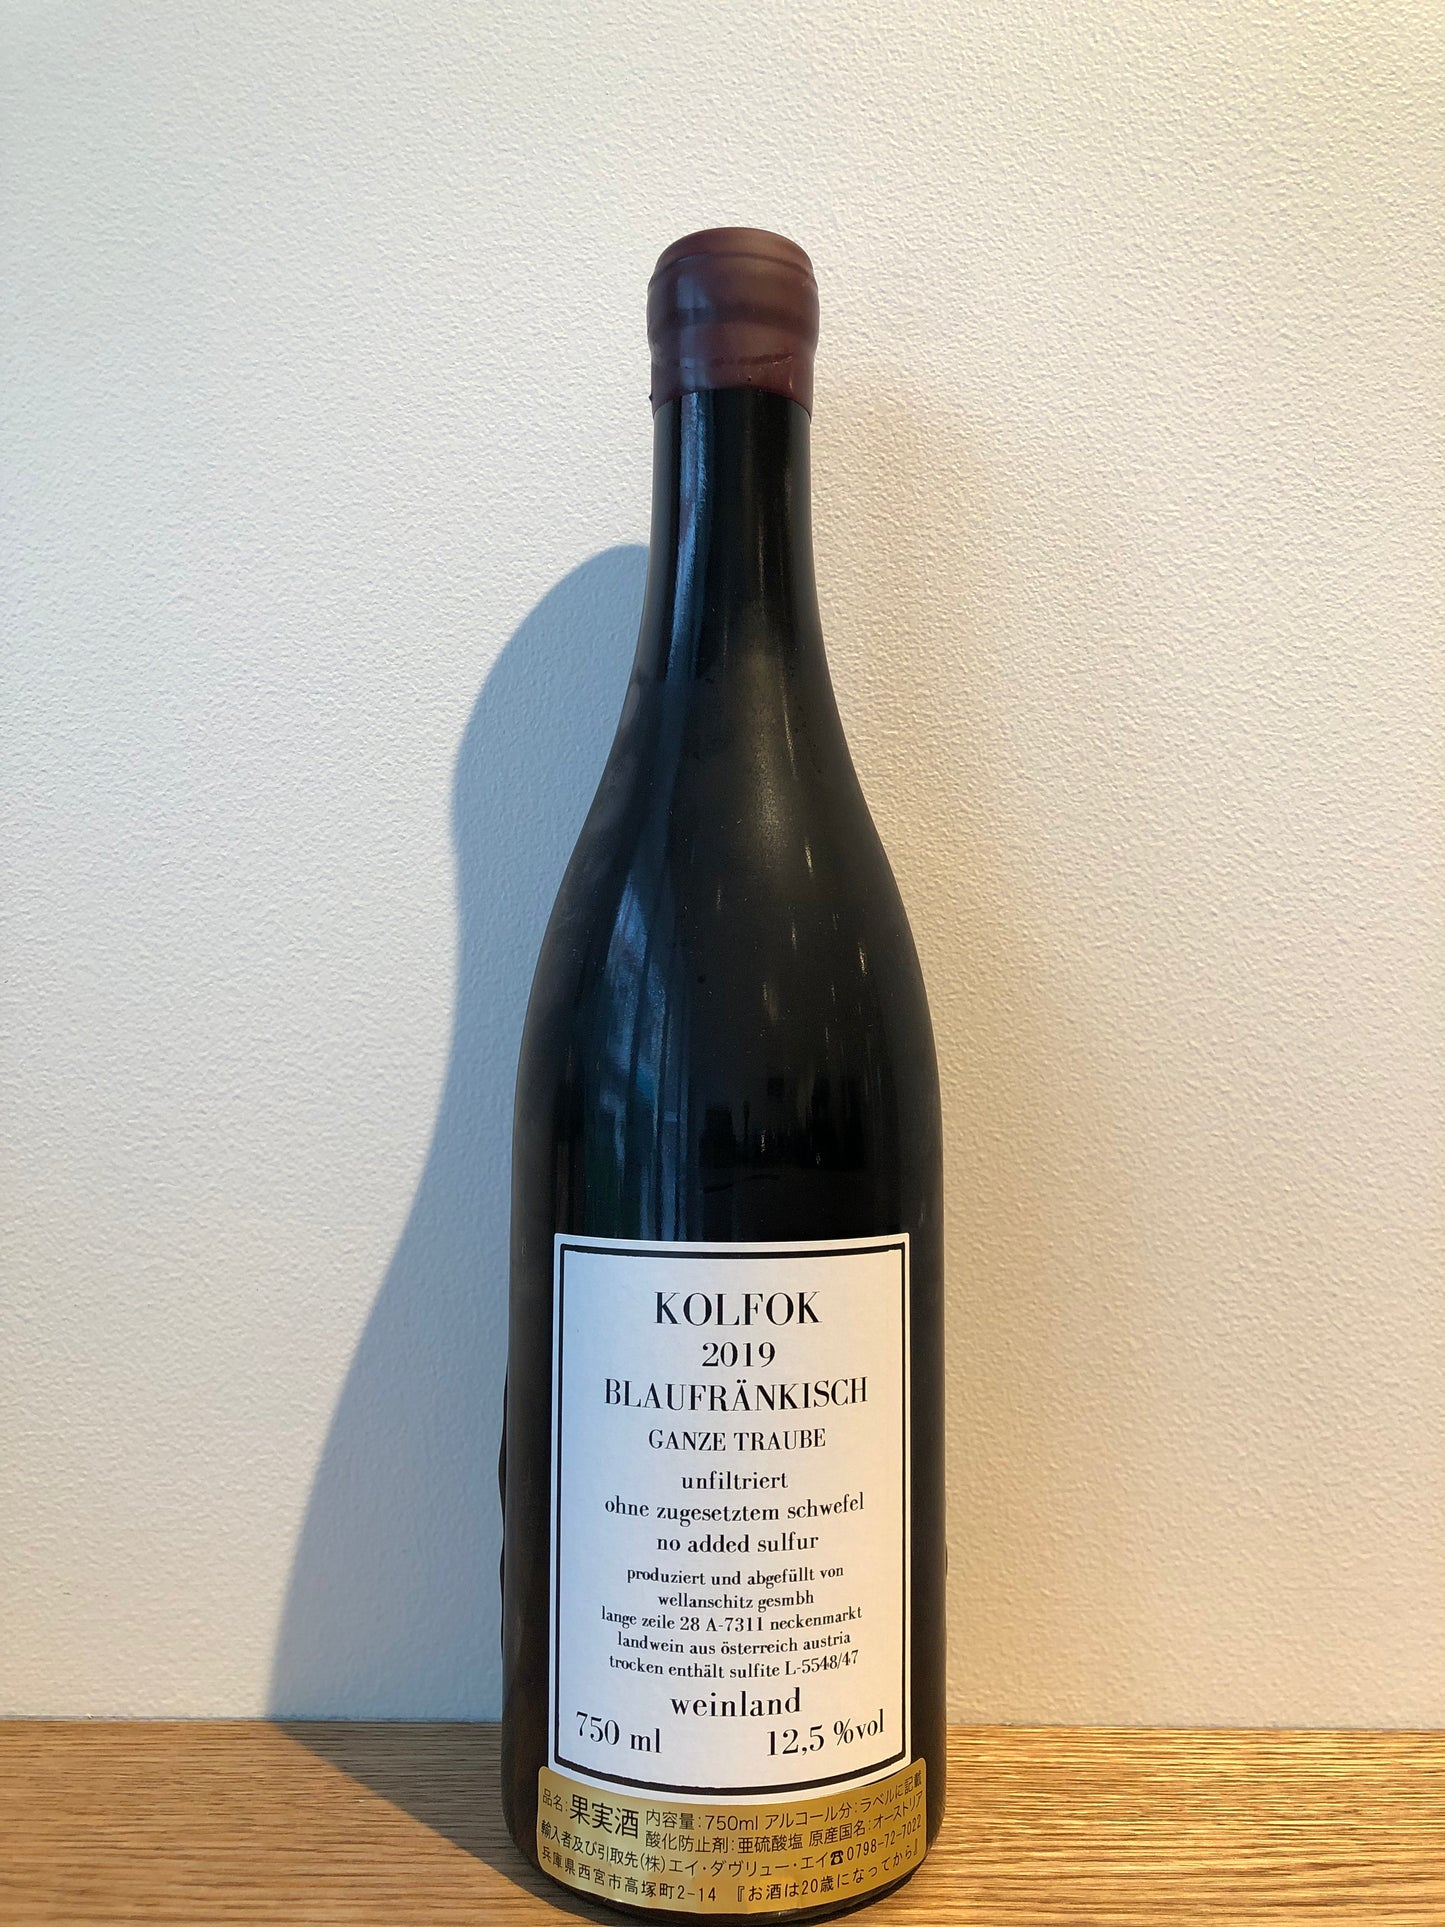 KOLFOK
2019
BLAUFRÄNKISCH
GANZE TRAUBE
unfiltriert
ohne zugesetztem schwefel
no added sulfur
produziert und abgefüllt von
wellanschitz gesmbh
lange zeile 28 A-7311 neckenmarkt
landwein aus österreich austria
trocken enthält sulfite L-5548/47
weinland
750 ml 12,5 %vol
品名:果実酒 内容量:750ml アルコール分:ラベルに記載
酸化防止剤:亜硫酸塩 原産国名:オーストリア
輸入者及び引取先(株)エイ・ダヴリュー・エイ☎0798-72-7022
兵庫県西宮市高塚町2-14 『お酒は20歳になってから』